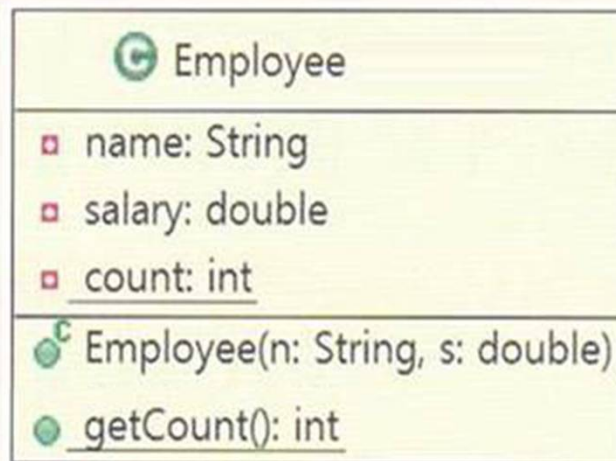 C Employee
name: String
salary: double
count: int
C Employee(n: String, s: double)
getCount(): int